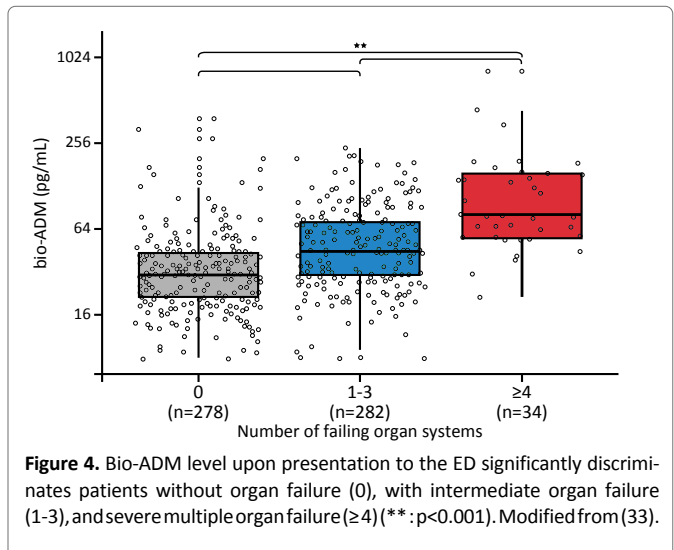 **
1024
256
64
16
bio-ADM (pg/mL)
0 1-3 ≥4
(n=278) (n=282) (n=34)
Number of failing organ systems
Figure 4. Bio-ADM level upon presentation to the ED significantly discrimi-
nates patients without organ failure (0), with intermediate organ failure
(1-3), and severe multiple organ failure (≥4) (**: p<0.001). Modified from (33).